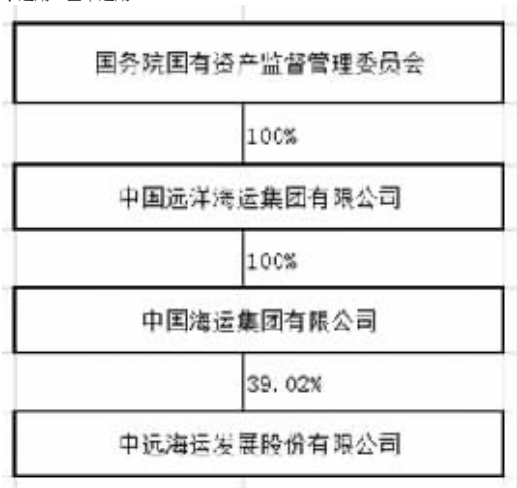 国务院国有资产监督管理委员会
100%
中国远洋海运集团有限公司
100%
中国海运集团有限公司
39.02%
中远海运发展股份有限公司